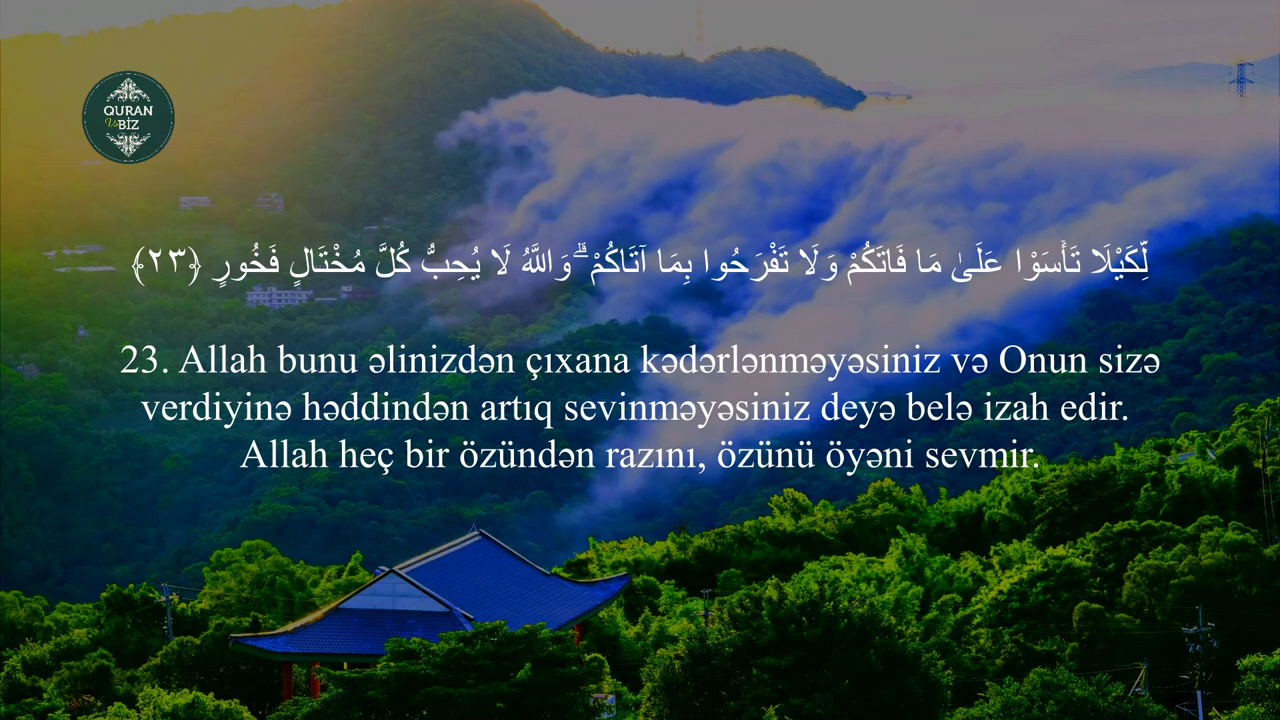 QURAN
Və BİZ
لِّكَيْلَا تَأْسَوْا عَلَىٰ مَا فَاتَكُمْ وَلَا تَفْرَحُوا بِمَا آتَاكُمْ ۗ وَاللَّهُ لَا يُحِبُّ كُلَّ مُخْتَالٍ فَخُورٍ ﴿٢٣﴾
23. Allah bunu əlinizdən çıxana kədərlənməyəsiniz və Onun sizə
verdiyinə həddindən artıq sevinməyəsiniz deyə belə izah edir.
Allah heç bir özündən razını, özünü öyəni sevmir.